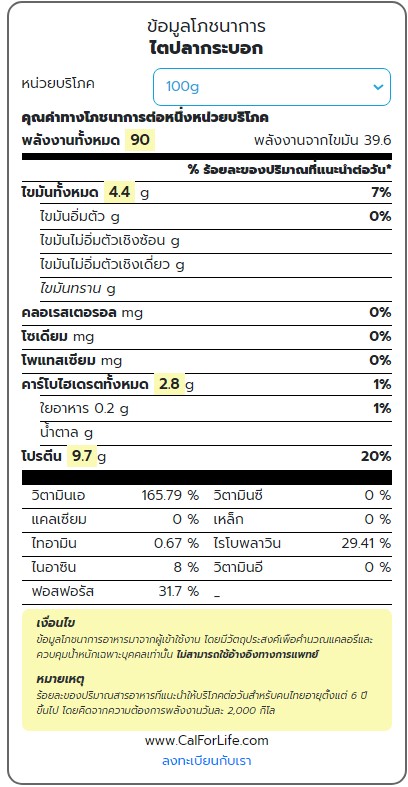 ข้อมูลโภชนาการ
ไตปลากระบอก
หน่วยบริโภค 100g
คุณค่าทางโภชนาการต่อหนึ่งหน่วยบริโภค
พลังงานทั้งหมด 90 พลังงานจากไขมัน 39.6
% ร้อยละของปริมาณที่แนะนำต่อวัน*
ไขมันทั้งหมด 4.4 g 7%
ไขมันอิ่มตัว g 0%
ไขมันไม่อิ่มตัวเชิงซ้อน g
ไขมันไม่อิ่มตัวเชิงเดี่ยว g
ไขมันทราน g
คลอเรสเตอรอล mg 0%
โซเดียม mg 0%
โพแทสเซียม mg 0%
คาร์โบไฮเดรตทั้งหมด 2.8 g 1%
ใยอาหาร 0.2 g 1%
น้ำตาล g
โปรตีน 9.7 g 20%
วิตามินเอ 165.79 % วิตามินซี 0 %
แคลเซียม 0 % เหล็ก 0 %
ไทอามิน 0.67 % ไรโบพลาวิน 29.41 %
ไนอาซิน 8 % วิตามินอี 0 %
ฟอสฟอรัส 31.7 % _
เงื่อนไข
ข้อมูลโภชนาการอาหารมาจากผู้เข้าใช้งาน โดยมีวัตถุประสงค์เพื่อคำนวณแคลอรี่และ
ควบคุมน้ำหนักเฉพาะบุคคลเท่านั้น ไม่สามารถใช้อ้างอิงทางการแพทย์
หมายเหตุ
ร้อยละของปริมาณสารอาหารที่แนะนำให้บริโภคต่อวันสำหรับคนไทยอายุตั้งแต่ 6 ปี
ขึ้นไป โดยคิดจากความต้องการพลังงานวันละ 2,000 กิโล
www.CalForLife.com
ลงทะเบียนกับเรา